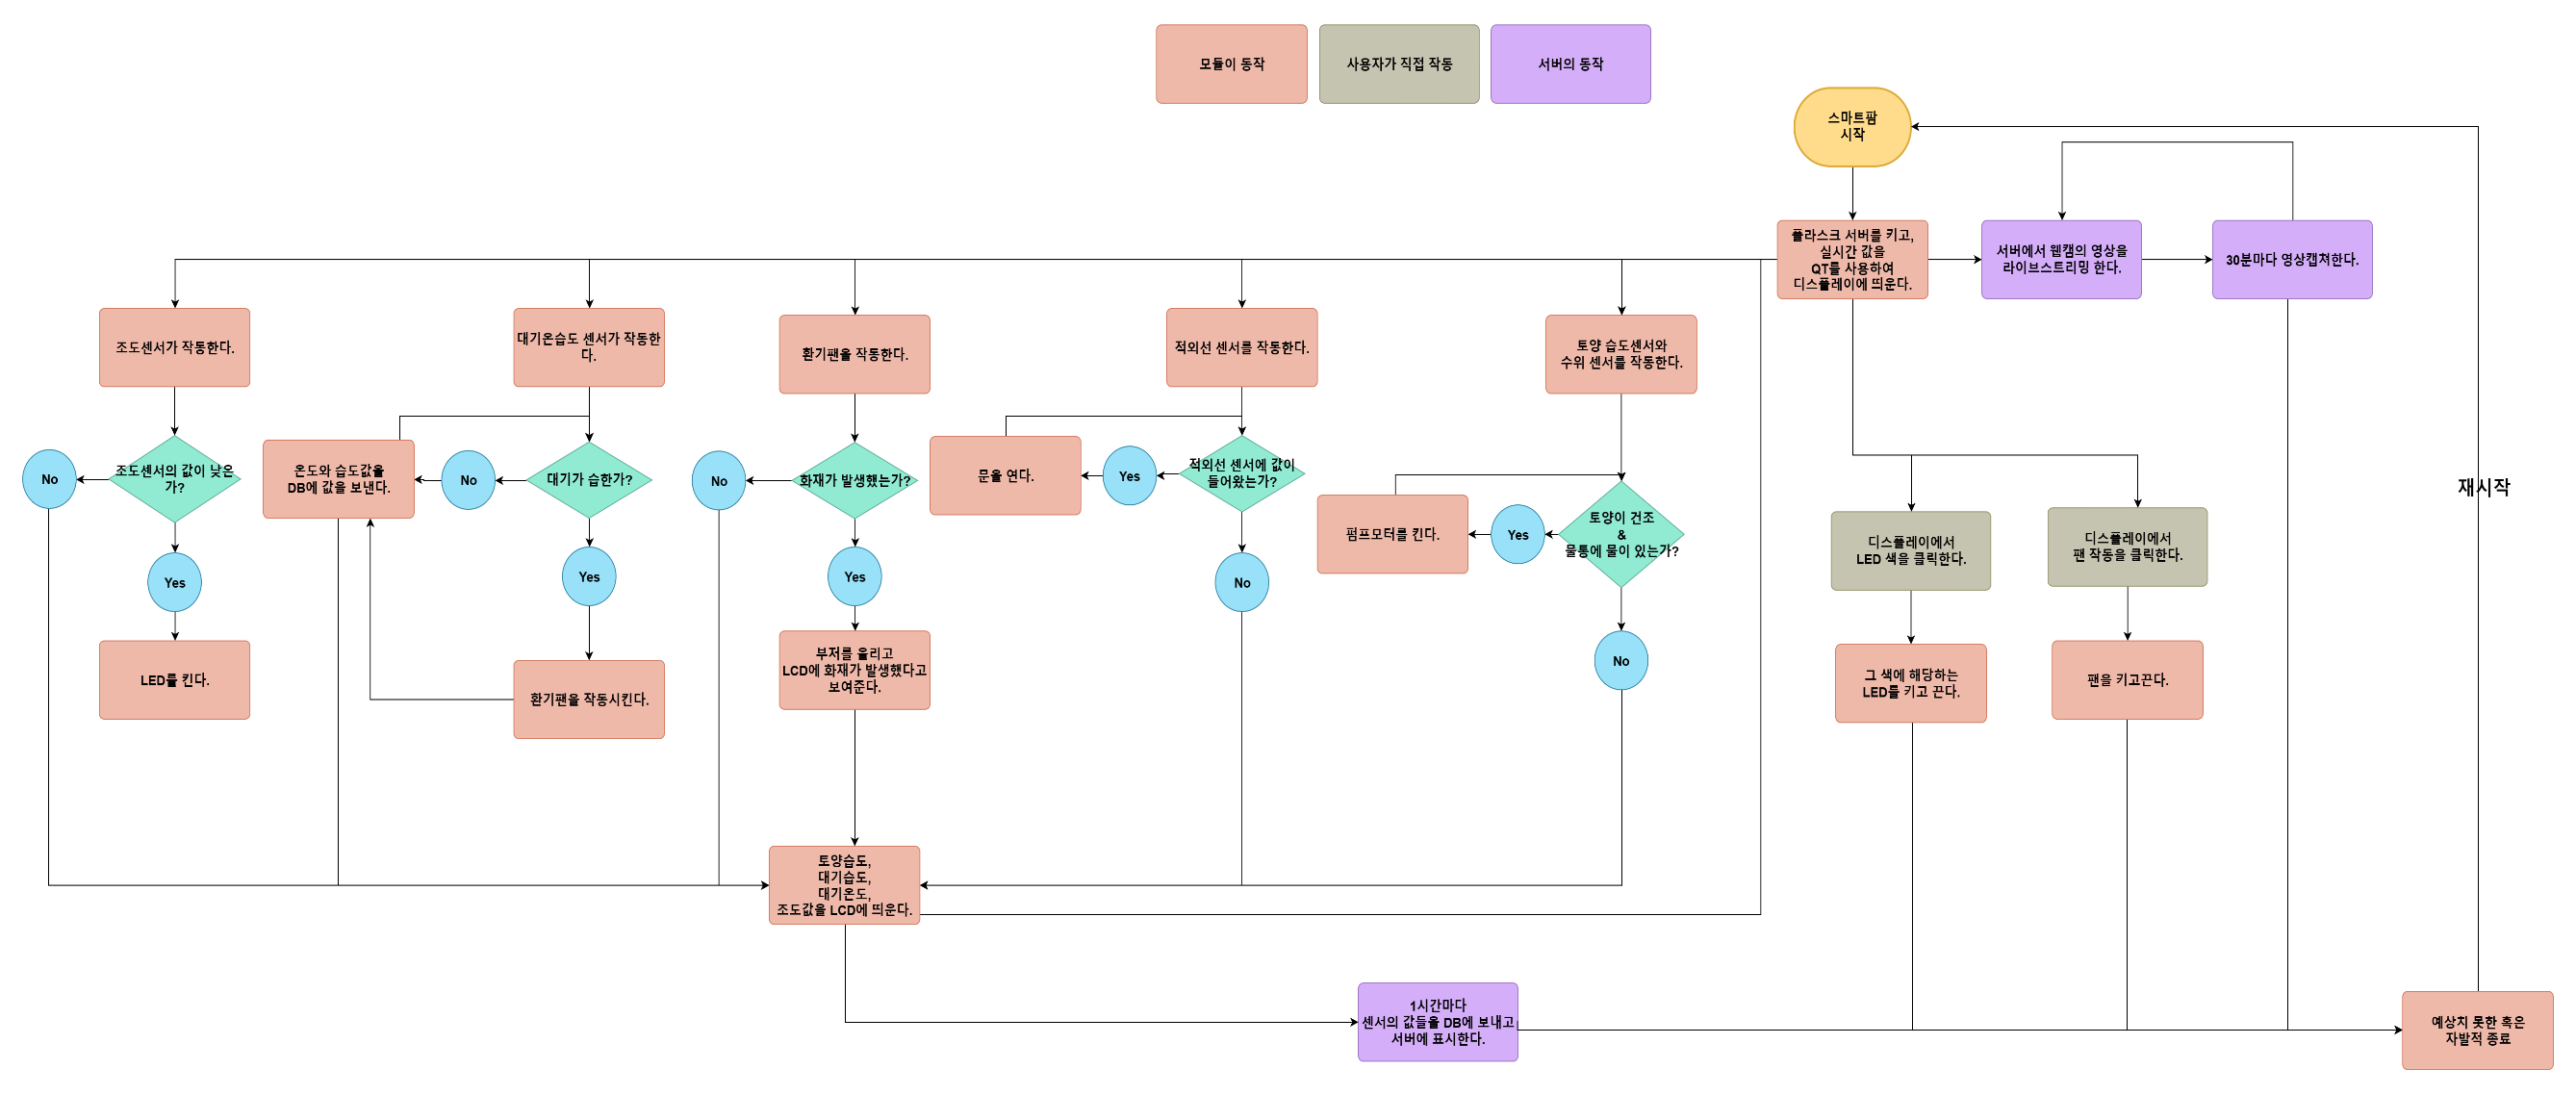 모듈이 동작
사용자가 직접 작동
서버의 동작
스마트팜
시작
플라스크 서버를 키고,
실시간 값을
QT를 사용하여
디스플레이에 띄운다.
서버에서 웹캠의 영상을
라이브스트리밍 한다.
30분마다 영상캡쳐한다.
조도센서가 작동한다.
대기온습도 센서가 작동한
다.
환기팬을 작동한다.
적외선 센서를 작동한다.
토양 습도센서와
수위 센서를 작동한다.
No
조도센서의 값이 낮은
가?
온도와 습도값을
DB에 값을 보낸다.
No
대기가 습한가?
No
화재가 발생했는가?
문을 연다.
Yes
적외선 센서에 값이
들어왔는가?
펌프모터를 킨다.
Yes
토양이 건조
&
물통에 물이 있는가?
디스플레이에서
LED 색을 클릭한다.
디스플레이에서
팬 작동을 클릭한다.
재시작
Yes
Yes
Yes
No
No
LED를 킨다.
환기팬을 작동시킨다.
부저를 울리고
LCD에 화재가 발생했다고
보여준다.
그 색에 해당하는
LED를 키고 끈다.
팬을 키고끈다.
토양습도,
대기습도,
대기온도,
조도값을 LCD에 띄운다.
1시간마다
센서의 값들을 DB에 보내고
서버에 표시한다.
예상치 못한 혹은
자발적 종료